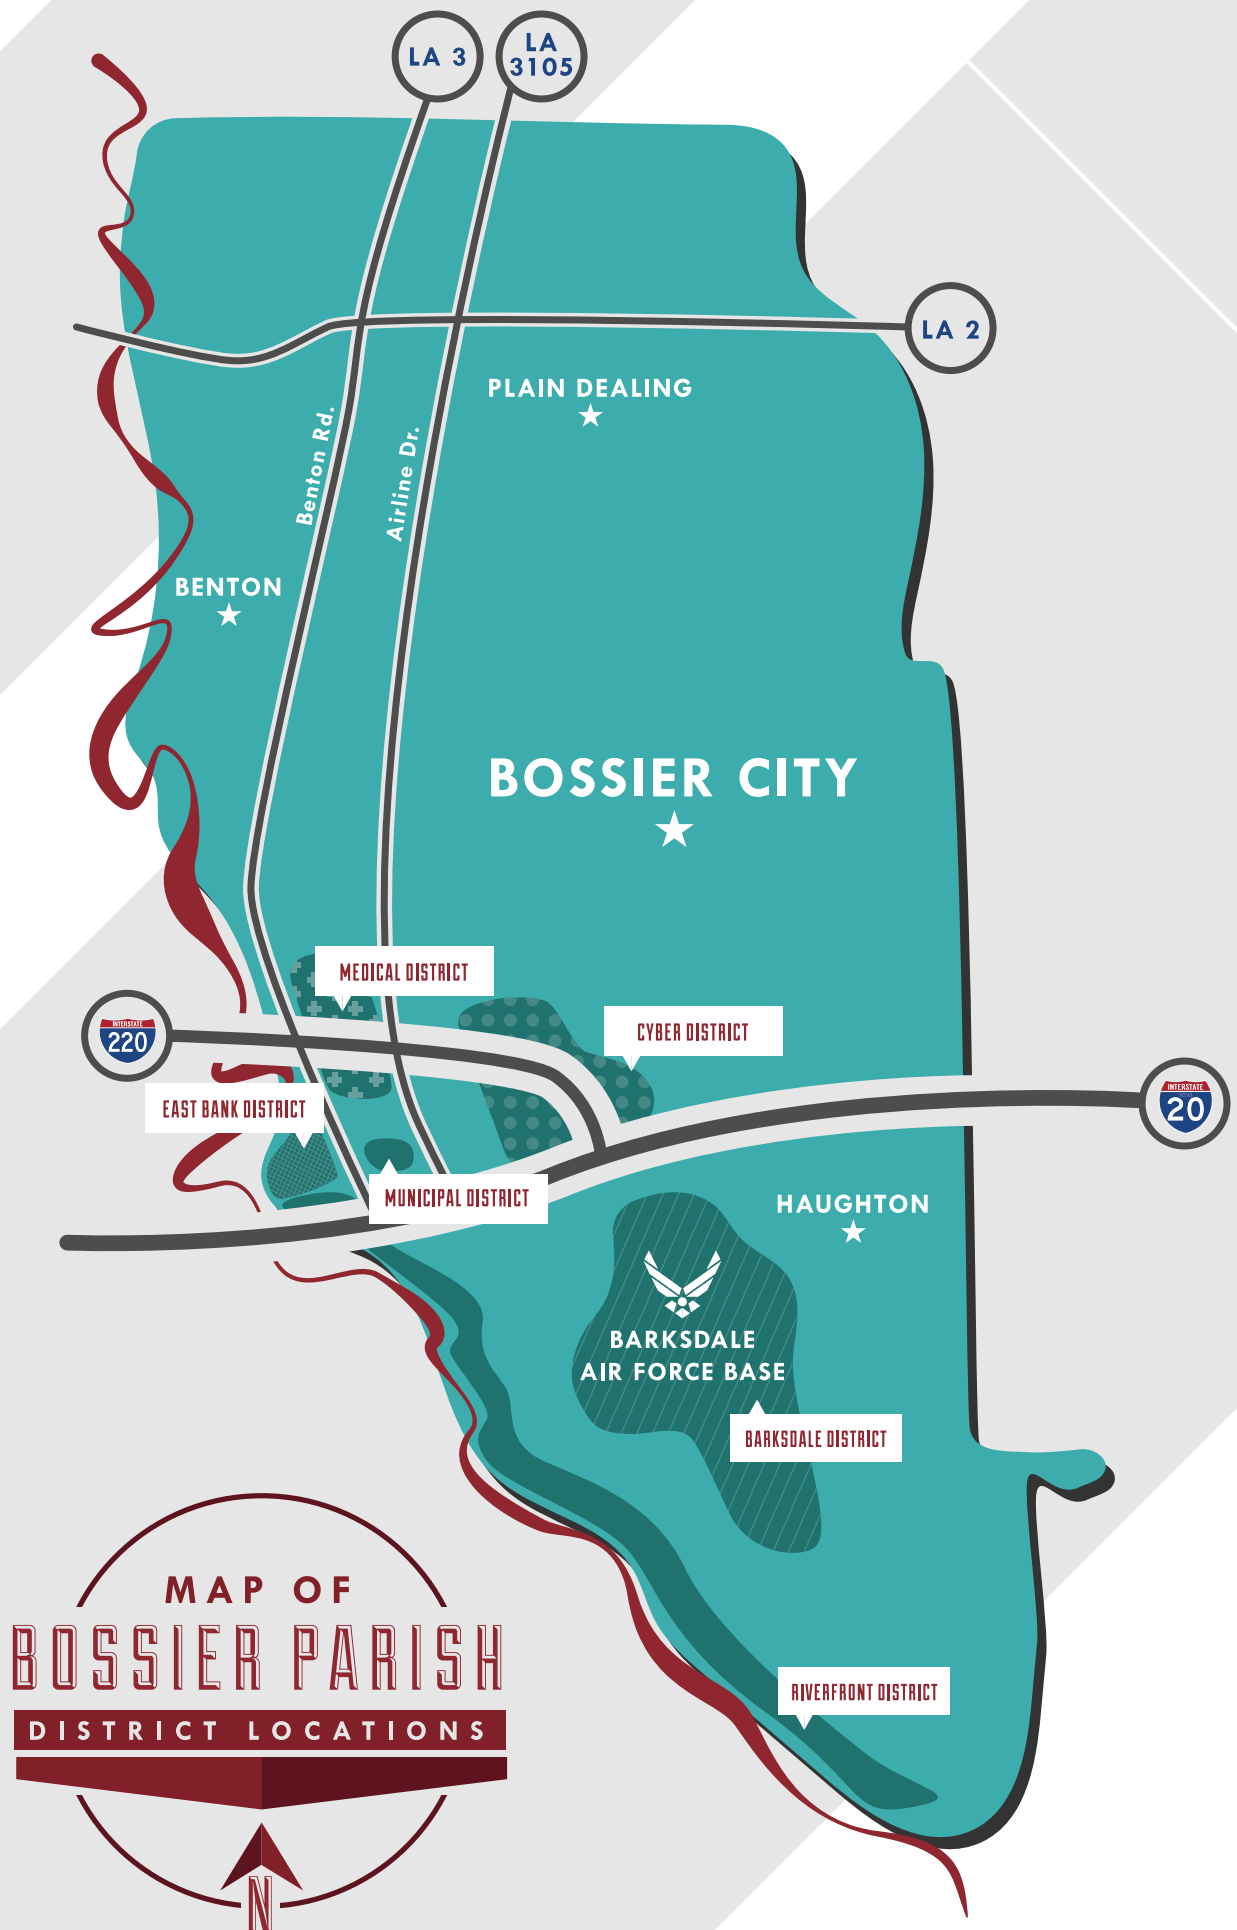 LA 3
LA
3105
LA 2
PLAIN DEALING
Benton Rd.
Airline Dr.
BENTON
BOSSIER CITY
MEDICAL DISTRICT
CYBER DISTRICT
INTERSTATE
220
INTERSTATE
20
EAST BANK DISTRICT
MUNICIPAL DISTRICT
HAUGHTON
BARKSDALE
AIR FORCE BASE
BARKSDALE DISTRICT
RIVERFRONT DISTRICT
MAP OF
BOSSIER PARISH
DISTRICT LOCATIONS
N